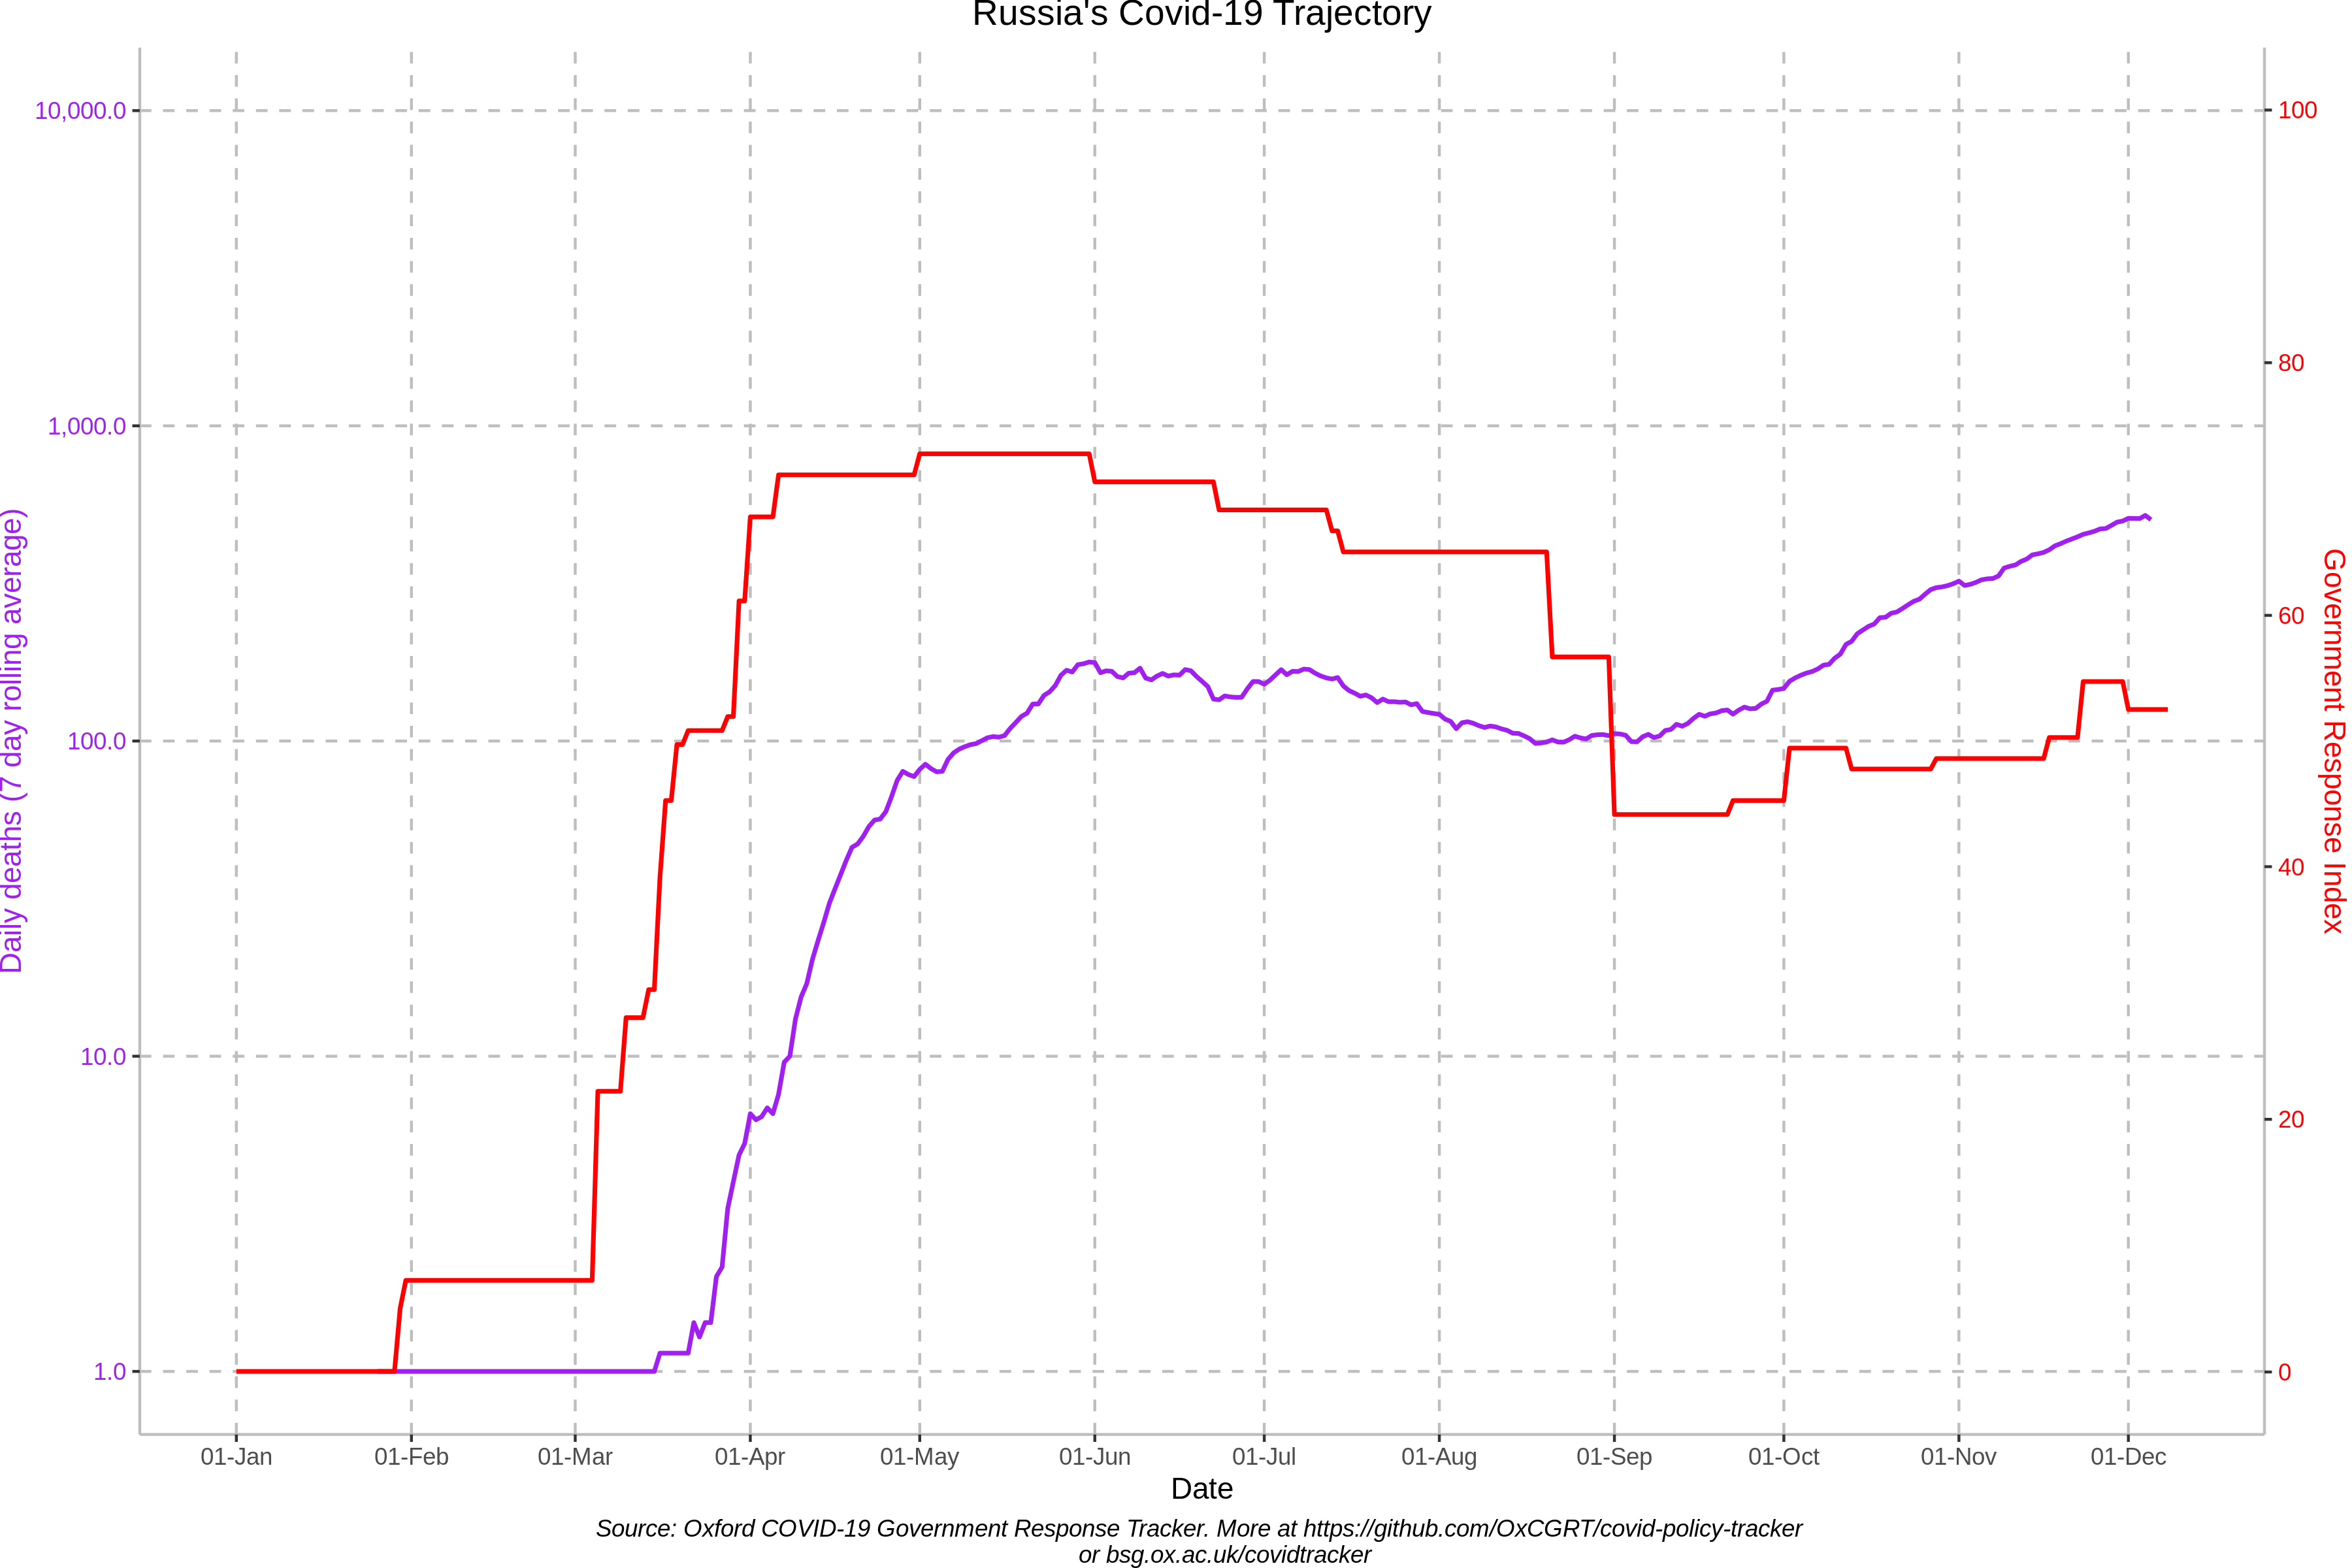 Russia's Covid-19 Trajectory
Daily deaths (7 day rolling average)
10,000.0
1,000.0
100.0
10.0
1.0
100
80
60
40
20
0
Government Response Index
01-Jan
01-Feb
01-Mar
01-Apr
01-May
01-Jun
01-Jul
01-Aug
01-Sep
01-Oct
01-Nov
01-Dec
Date
Source: Oxford COVID-19 Government Response Tracker. More at https://github.com/OxCGRT/covid-policy-tracker
or bsg.ox.ac.uk/covidtracker